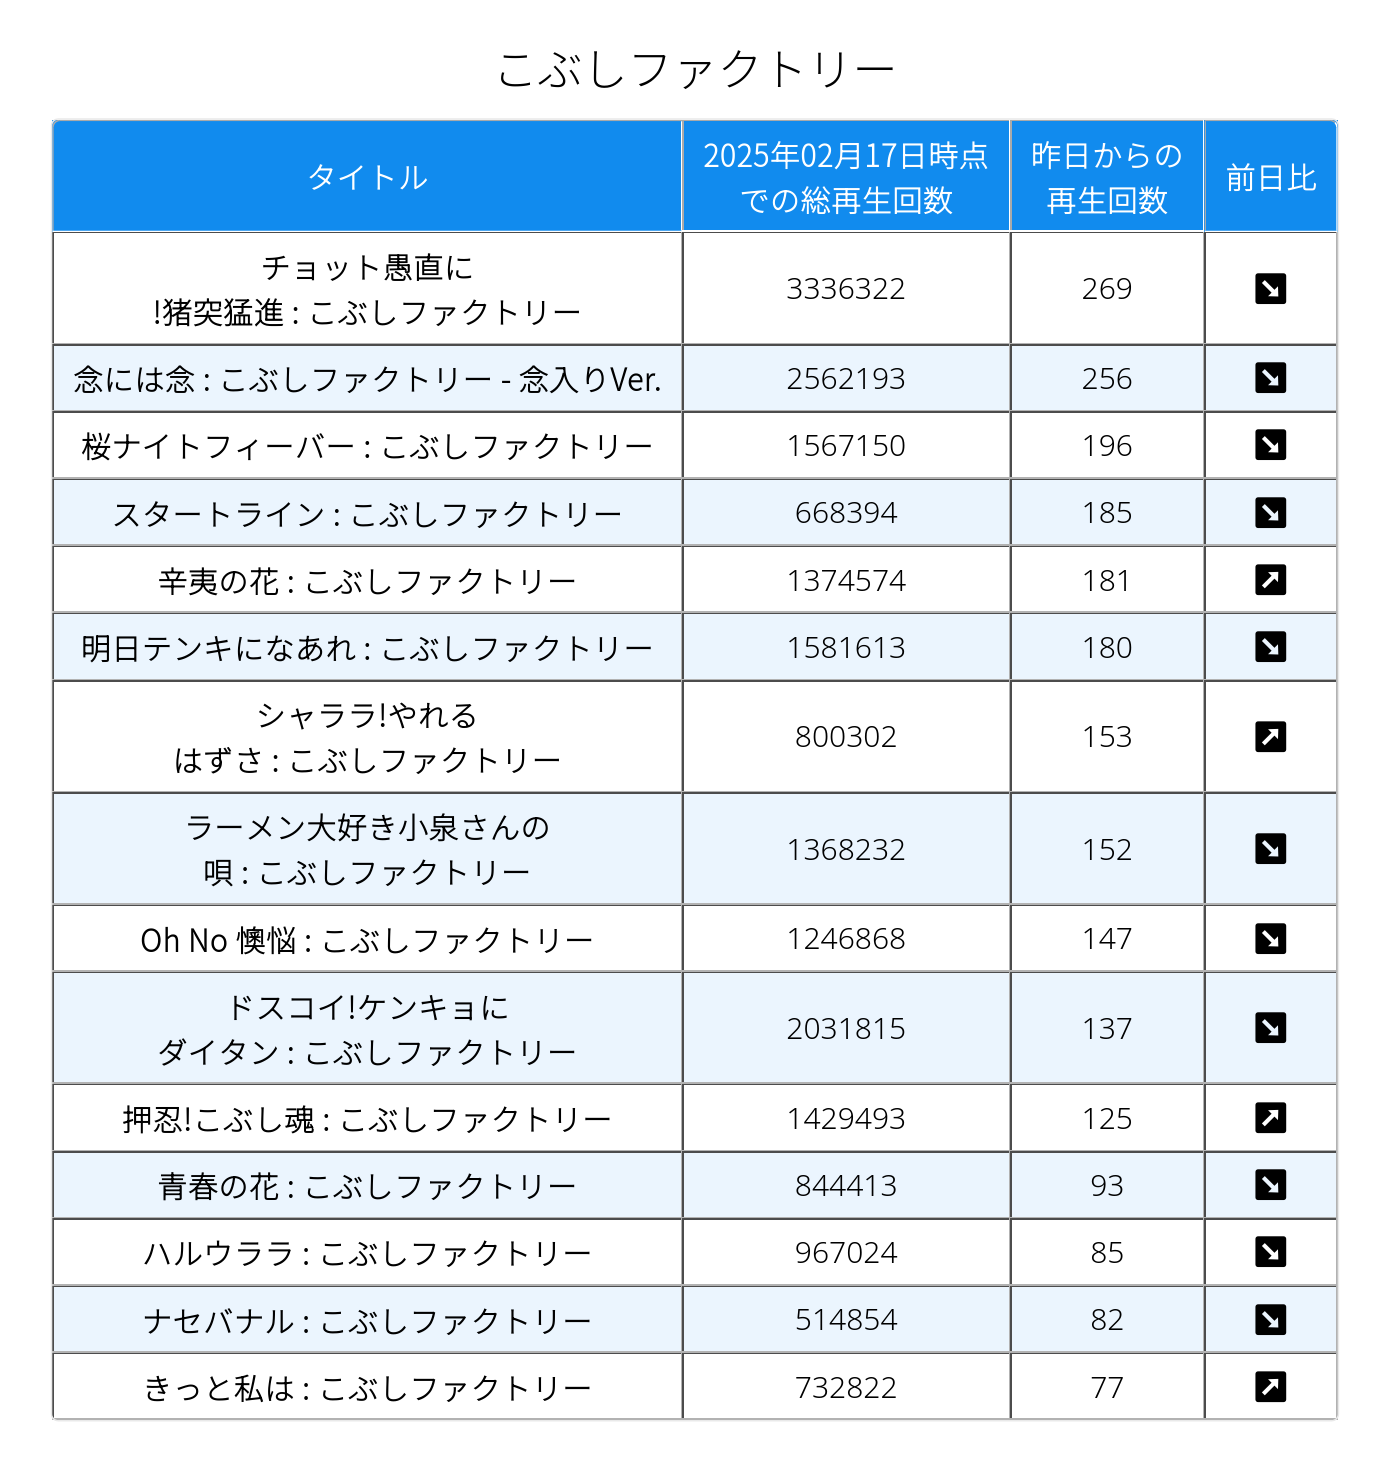 こぶしファクトリー
タイトル
2025年02月17日時点
での総再生回数
昨日からの
再生回数
前日比
チョット愚直に
!猪突猛進 : こぶしファクトリー
3336322
269
念には念 : こぶしファクトリー - 念入りVer.
2562193
256
桜ナイトフィーバー : こぶしファクトリー
1567150
196
スタートライン : こぶしファクトリー
668394
185
辛夷の花 : こぶしファクトリー
1374574
181
明日テンキになあれ : こぶしファクトリー
1581613
180
シャララ!やれる
はずさ : こぶしファクトリー
800302
153
ラーメン大好き小泉さんの
唄 : こぶしファクトリー
1368232
152
Oh No 懊悩 : こぶしファクトリー
1246868
147
ドスコイ!ケンキョに
ダイタン : こぶしファクトリー
2031815
137
押忍!こぶし魂 : こぶしファクトリー
1429493
125
青春の花 : こぶしファクトリー
844413
93
ハルウララ : こぶしファクトリー
967024
85
ナセバナル : こぶしファクトリー
514854
82
きっと私は : こぶしファクトリー
732822
77